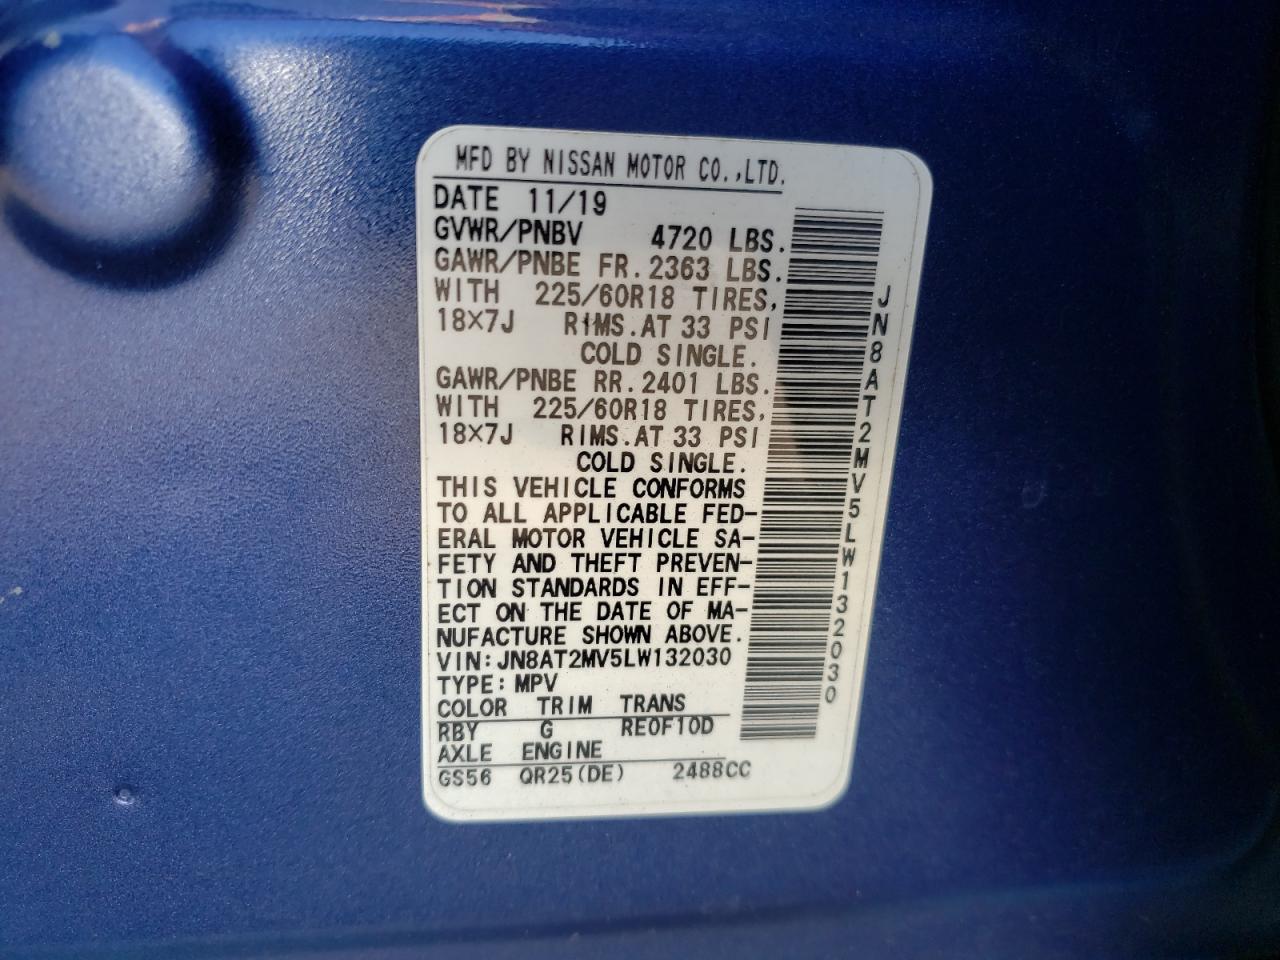 MFD BY NISSAN MOTOR CO.,LTD.
DATE 11/19
GVWR/PNBV 4720 LBS.
GAWR/PNBE FR.2363 LBS.
WITH 225/60R18 TIRES,
18×7J RIMS.AT 33 PSI
COLD SINGLE.
GAWR/PNBE RR.2401 LBS.
WITH 225/60R18 TIRES,
18×7J RIMS.AT 33 PSI
COLD SINGLE.
THIS VEHICLE CONFORMS
TO ALL APPLICABLE FED-
ERAL MOTOR VEHICLE SA-
FETY AND THEFT PREVEN-
TION STANDARDS IN EFF-
ECT ON THE DATE OF MA-
NUFACTURE SHOWN ABOVE.
VIN:JN8AT2MV5LW132030
TYPE:MPV
COLOR TRIM TRANS
RBY G RE0F10D
AXLE ENGINE
GS56 QR25(DE) 2488CC
JN8AT2MV5LW132030